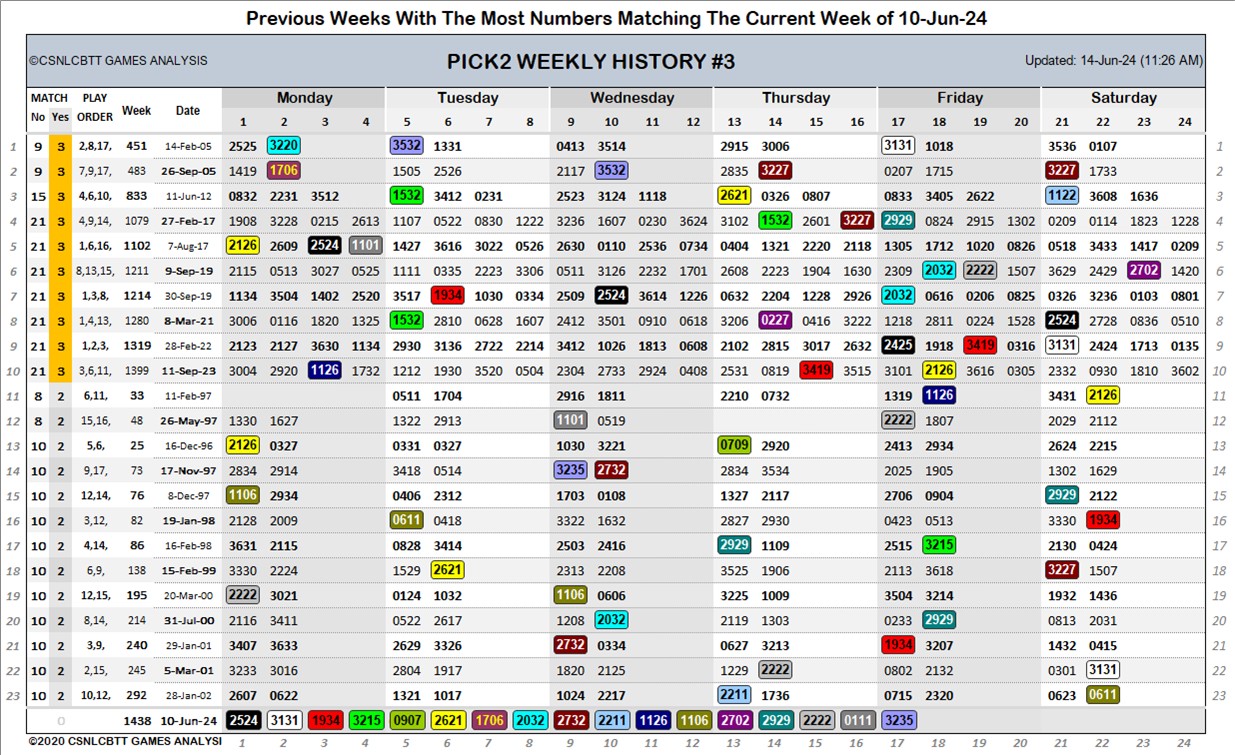 Previous Weeks With The Most Numbers Matching The Current Week of 10-Jun-24
©CSNLCBTT GAMES ANALYSIS PICK2 WEEKLY HISTORY #3 Updated: 14-Jun-24 (11:26 AM)
MATCH PLAY Week Date Monday Tuesday Wednesday Thursday Friday Saturday
No Yes ORDER 1 2 3 4 5 6 7 8 9 10 11 12 13 14 15 16 17 18 19 20 21 22 23 24
1 9 3 2,8,17, 451 14-Feb-05 2525 3220 3532 1331 0413 3514 2915 3006 3131 1018 3536 0107 1
2 9 3 7,9,17, 483 26-Sep-05 1419 1706 1505 2526 2117 3532 2835 3227 0207 1715 3227 1733 2
3 15 3 4,6,10, 833 11-Jun-12 0832 2231 3512 1532 3412 0231 2523 3124 1118 2621 0326 0807 0833 3405 2622 1122 3608 1636 3
4 21 3 4,9,14, 1079 27-Feb-17 1908 3228 0215 2613 1107 0522 0830 1222 3236 1607 0230 3624 3102 1532 2601 3227 2929 0824 2915 1302 0209 0114 1823 1228 4
5 21 3 1,6,16, 1102 7-Aug-17 2126 2609 2524 1101 1427 3616 3022 0526 2630 0110 2536 0734 0404 1321 2220 2118 1305 1712 1020 0826 0518 3433 1417 0209 5
6 21 3 8,13,15, 1211 9-Sep-19 2115 0513 3027 0525 1111 0335 2223 3306 0511 3126 2232 1701 2608 2223 1904 1630 2309 2032 2222 1507 3629 2429 2702 1420 6
7 21 3 1,3,8, 1214 30-Sep-19 1134 3504 1402 2520 3517 1934 1030 0334 2509 2524 3614 1226 0632 2204 1228 2926 2032 0616 0206 0825 0326 3236 0103 0801 7
8 21 3 1,4,13, 1280 8-Mar-21 3006 0116 1820 1325 1532 2810 0628 1607 2412 3501 0910 0618 3206 0227 0416 3222 1218 2811 0224 1528 2524 2728 0836 0510 8
9 21 3 1,2,3, 1319 28-Feb-22 2123 2127 3630 1134 2930 3136 2722 2214 3412 1026 1813 0608 2102 2815 3017 2632 2425 1918 3419 0316 3131 2424 1713 0135 9
10 21 3 3,6,11, 1399 11-Sep-23 3004 2920 1126 1732 1212 1930 3520 0504 2304 2733 2924 0408 2531 0819 3419 3515 3101 2126 3616 0305 2332 0930 1810 3602 10
11 8 2 6,11, 33 11-Feb-97 0511 1704 2916 1811 2210 0732 1319 1126 3431 2126 11
12 8 2 15,16, 48 26-May-97 1330 1627 1322 2913 1101 0519 2222 1807 2029 2112 12
13 10 2 5,6, 25 16-Dec-96 2126 0327 0331 0327 1030 3221 0709 2920 2413 2934 2624 2215 13
14 10 2 9,17, 73 17-Nov-97 2834 2914 3418 0514 3235 2732 2834 3534 2025 1905 1302 1629 14
15 10 2 12,14, 76 8-Dec-97 1106 2934 0406 2312 1703 0108 1327 2117 2706 0904 2929 2122 15
16 10 2 3,12, 82 19-Jan-98 2128 2009 0611 0418 3322 1632 2827 2930 0423 0513 3330 1934 16
17 10 2 4,14, 86 16-Feb-98 3631 2115 0828 3414 2503 2416 2929 1109 2515 3215 2130 0424 17
18 10 2 6,9, 138 15-Feb-99 3330 2224 1529 2621 2313 2208 3525 1906 2113 3618 3227 1507 18
19 10 2 12,15, 195 20-Mar-00 2222 3021 0124 1032 1106 0606 3225 1009 3504 3214 1932 1436 19
20 10 2 8,14, 214 31-Jul-00 2116 3411 0522 2617 1208 2032 2119 1303 0233 2929 0813 2031 20
21 10 2 3,9, 240 29-Jan-01 3407 3633 2629 3326 2732 0334 0627 3213 1934 3207 1432 0415 21
22 10 2 2,15, 245 5-Mar-01 3233 3016 2804 1917 1820 2125 1229 2222 0802 2132 0301 3131 22
23 10 2 10,12, 292 28-Jan-02 2607 0622 1321 1017 1024 2217 2211 1736 0715 2320 0623 0611 23
0 1438 10-Jun-24 2524 3131 1934 3215 0907 2621 1706 2032 2732 2211 1126 1106 2702 2929 2222 0111 3235
©2020 CSNLCBTT GAMES ANALYSI 1 2 3 4 5 6 7 8 9 10 11 12 13 14 15 16 17 18 19 20 21 22 23 24